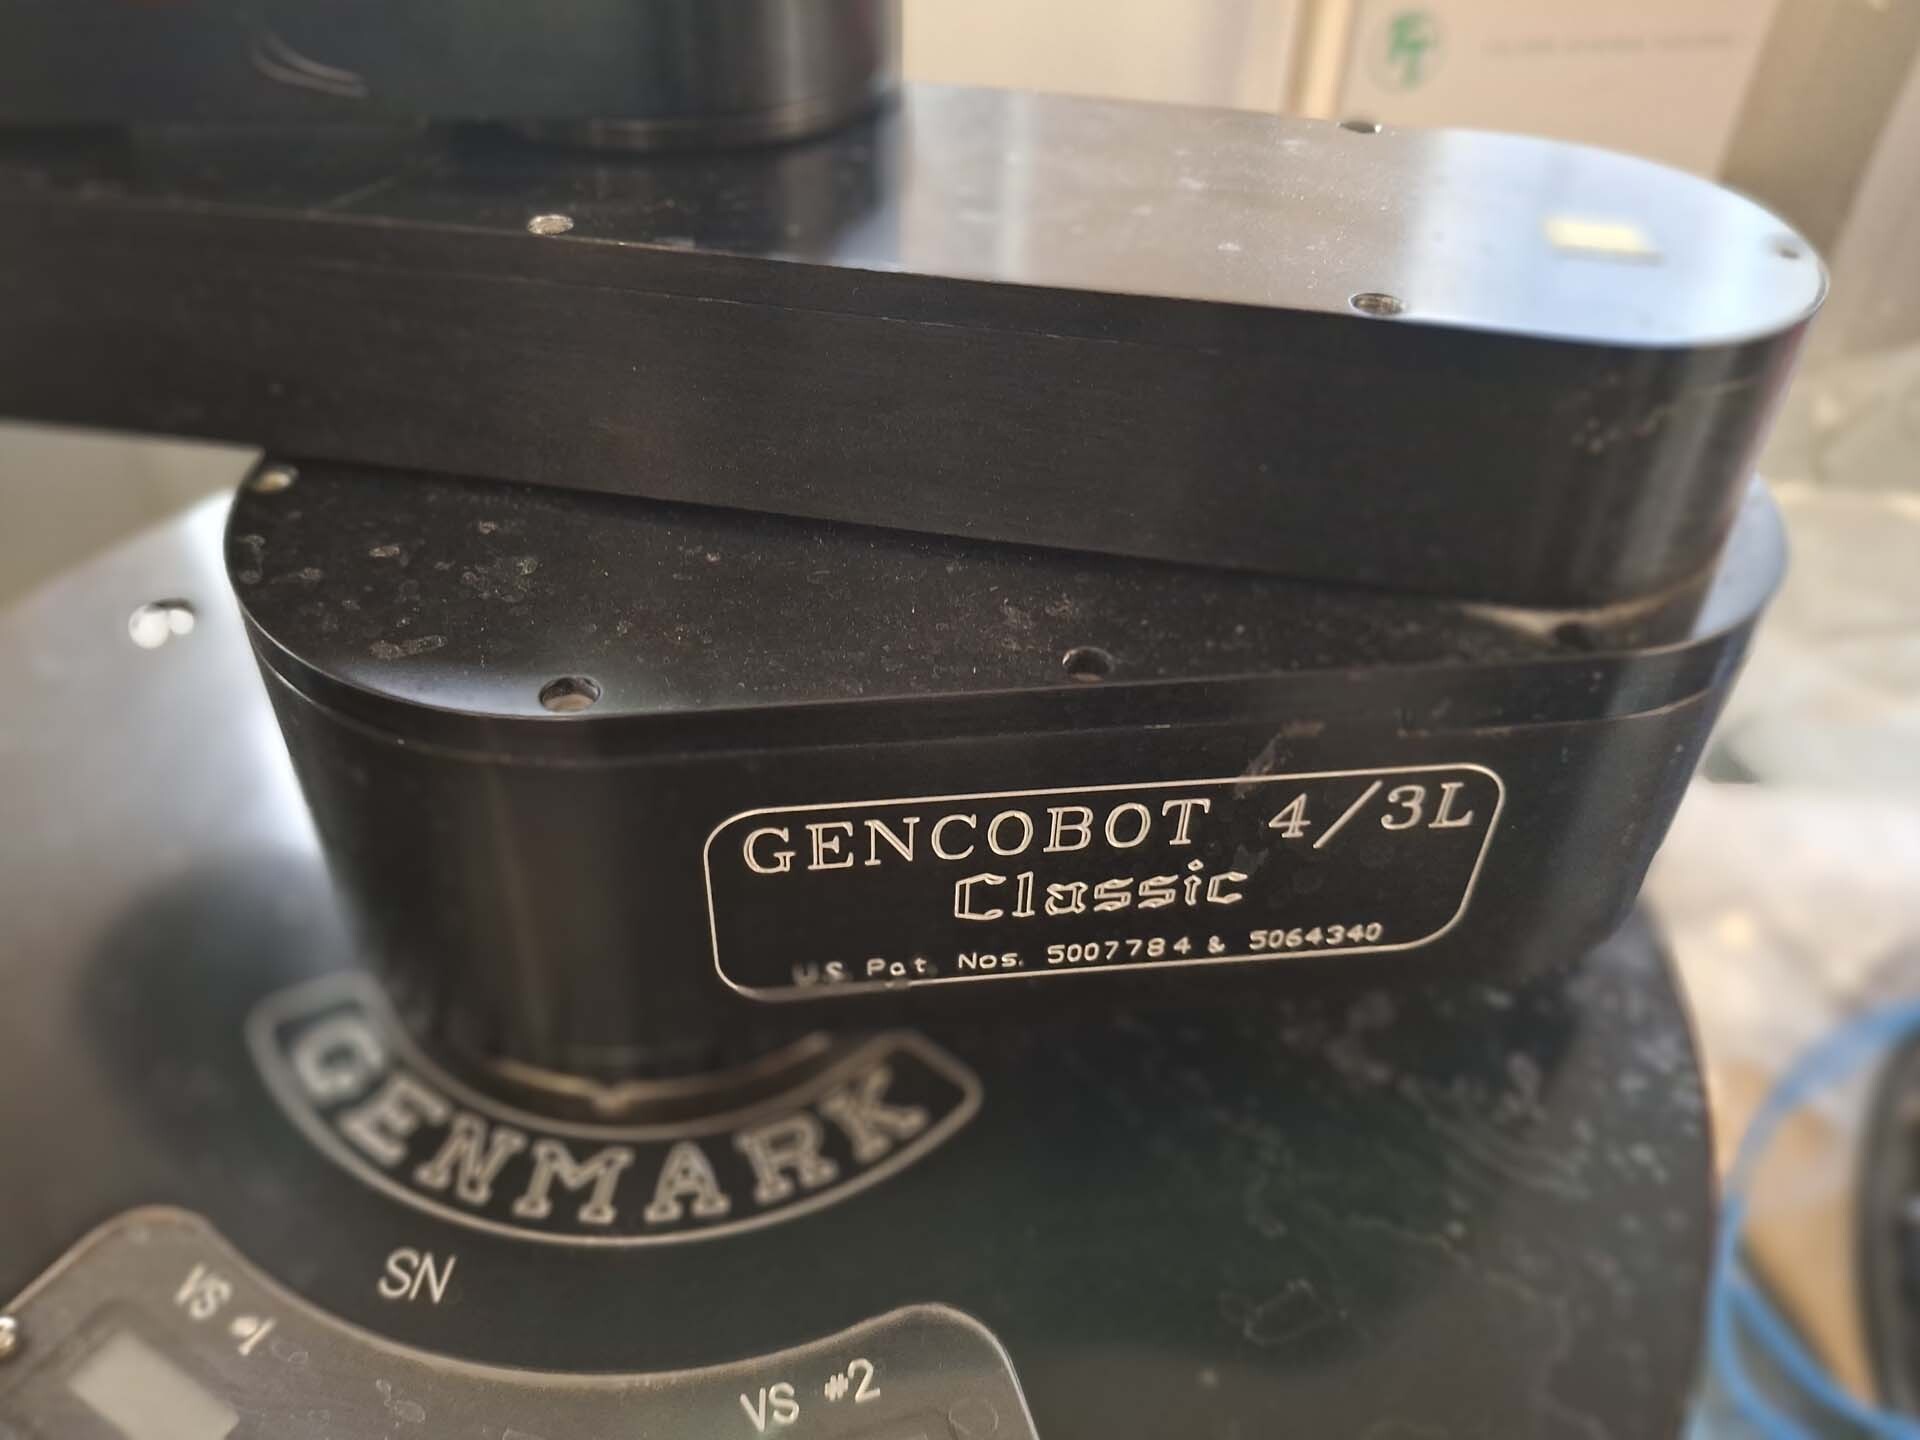 GENCOBOT 4/3L
Classic
U.S. Pat. Nos. 5007784 & 5064340
GENMARK
SN
VS #1
VS #2